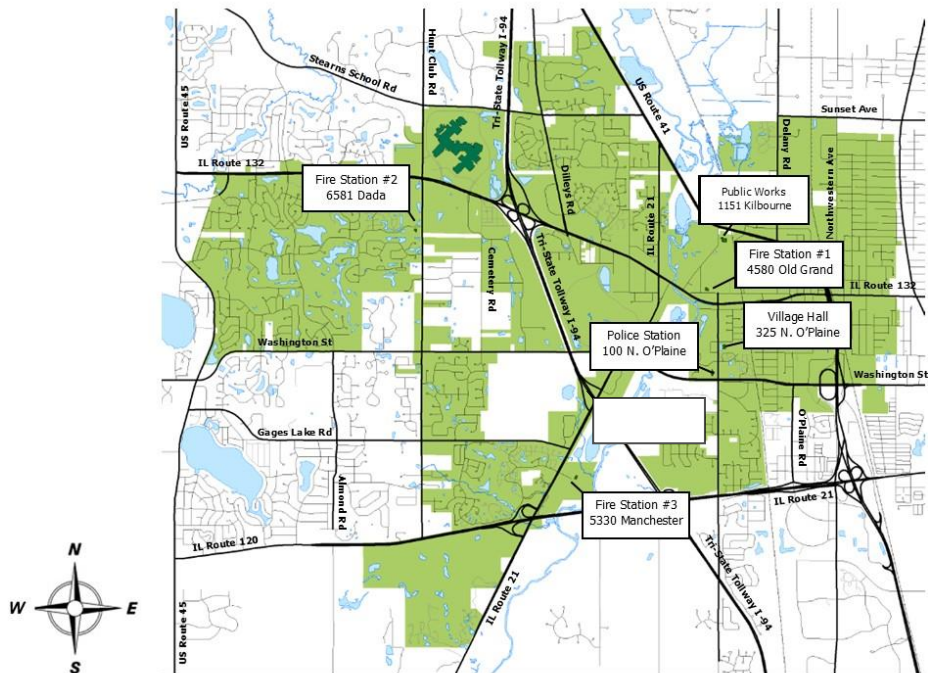 Stearns School Rd
US Route 45
Hunt Club Rd
Tri-State Tollway I-94
US Route 41
Sunset Ave
Delany Rd
Northwestern Ave
IL Route 132
Fire Station #2
6581 Dada
Dilleys Rd
IL Route 21
Public Works
1151 Kilbourne
Cemetery Rd
Tri-State Tollway I-94
Fire Station #1
4580 Old Grand
IL Route 132
Village Hall
325 N. O'Plaine
Police Station
100 N. O'Plaine
Washington St
Washington St
Gages Lake Rd
O'Plaine Rd
Almond Rd
Fire Station #3
5330 Manchester
IL Route 21
IL Route 120
Tri-State Tollway I-94
IL Route 21
US Route 45
N
W
E
S